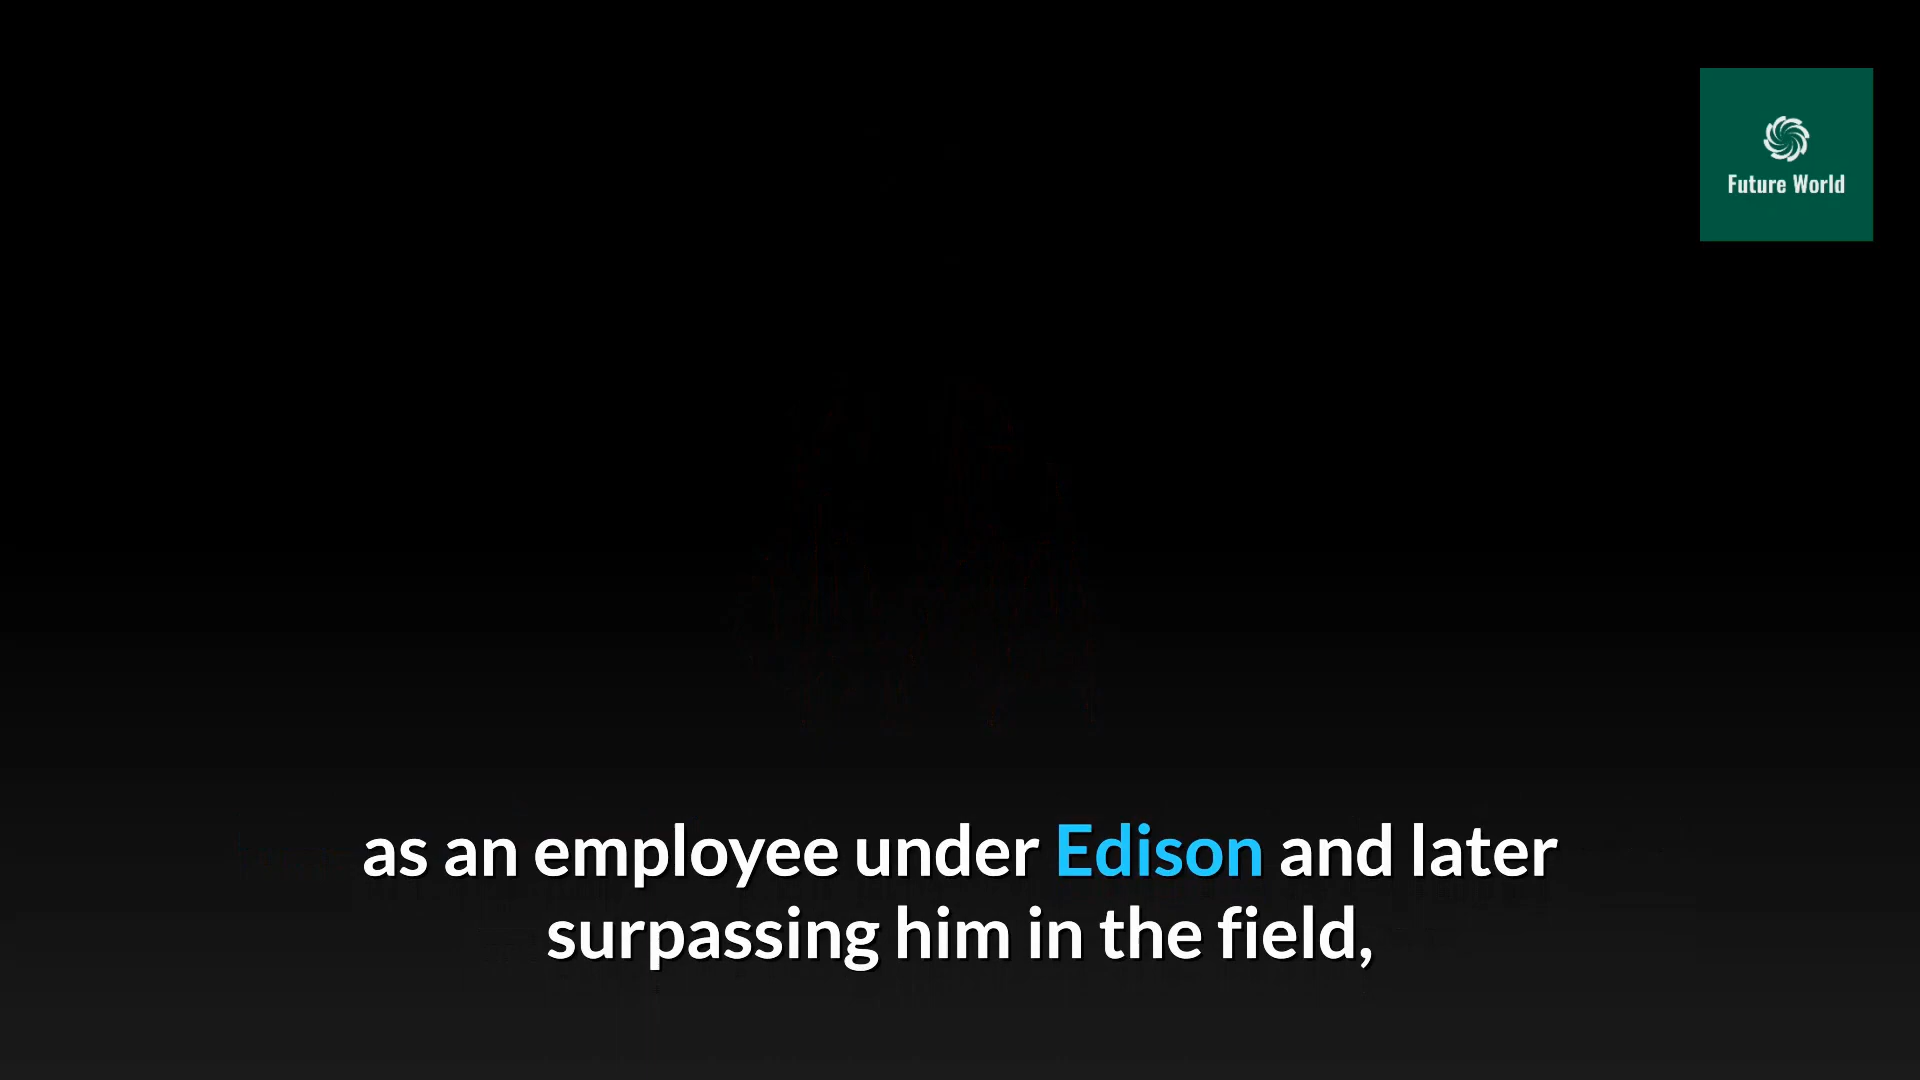 Future World
as an employee under Edison and later
surpassing him in the field,